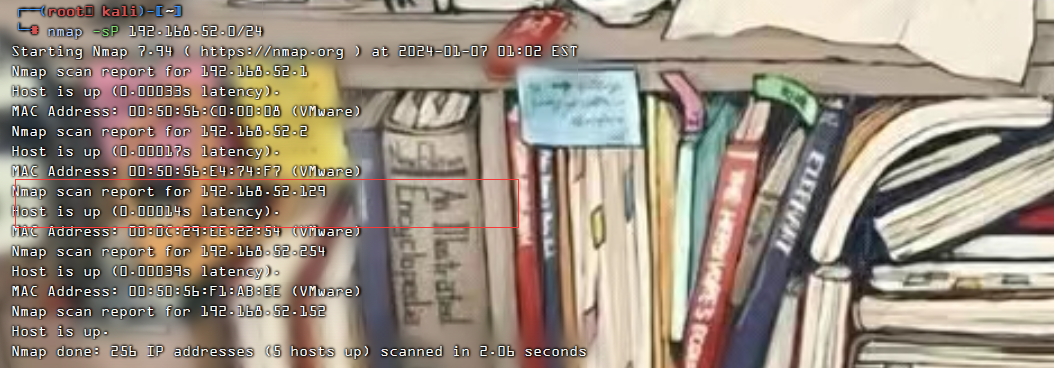 (root kali)-[~]
# nmap -sP 192.168.52.0/24
Starting Nmap 7.94 ( https://nmap.org ) at 2024-01-07 01:02 EST
Nmap scan report for 192.168.52.1
Host is up (0.00033s latency).
MAC Address: 00:50:56:C0:00:08 (VMware)
Nmap scan report for 192.168.52.2
Host is up (0.00017s latency).
MAC Address: 00:50:56:E4:74:F7 (VMware)
Nmap scan report for 192.168.52.129
Host is up (0.00014s latency).
MAC Address: 00:0C:29:EE:22:54 (VMware)
Nmap scan report for 192.168.52.254
Host is up (0.00039s latency).
MAC Address: 00:50:56:F1:AB:EE (VMware)
Nmap scan report for 192.168.52.152
Host is up.
Nmap done: 256 IP addresses (5 hosts up) scanned in 2.06 seconds
An Illustrated
Encyclopedia